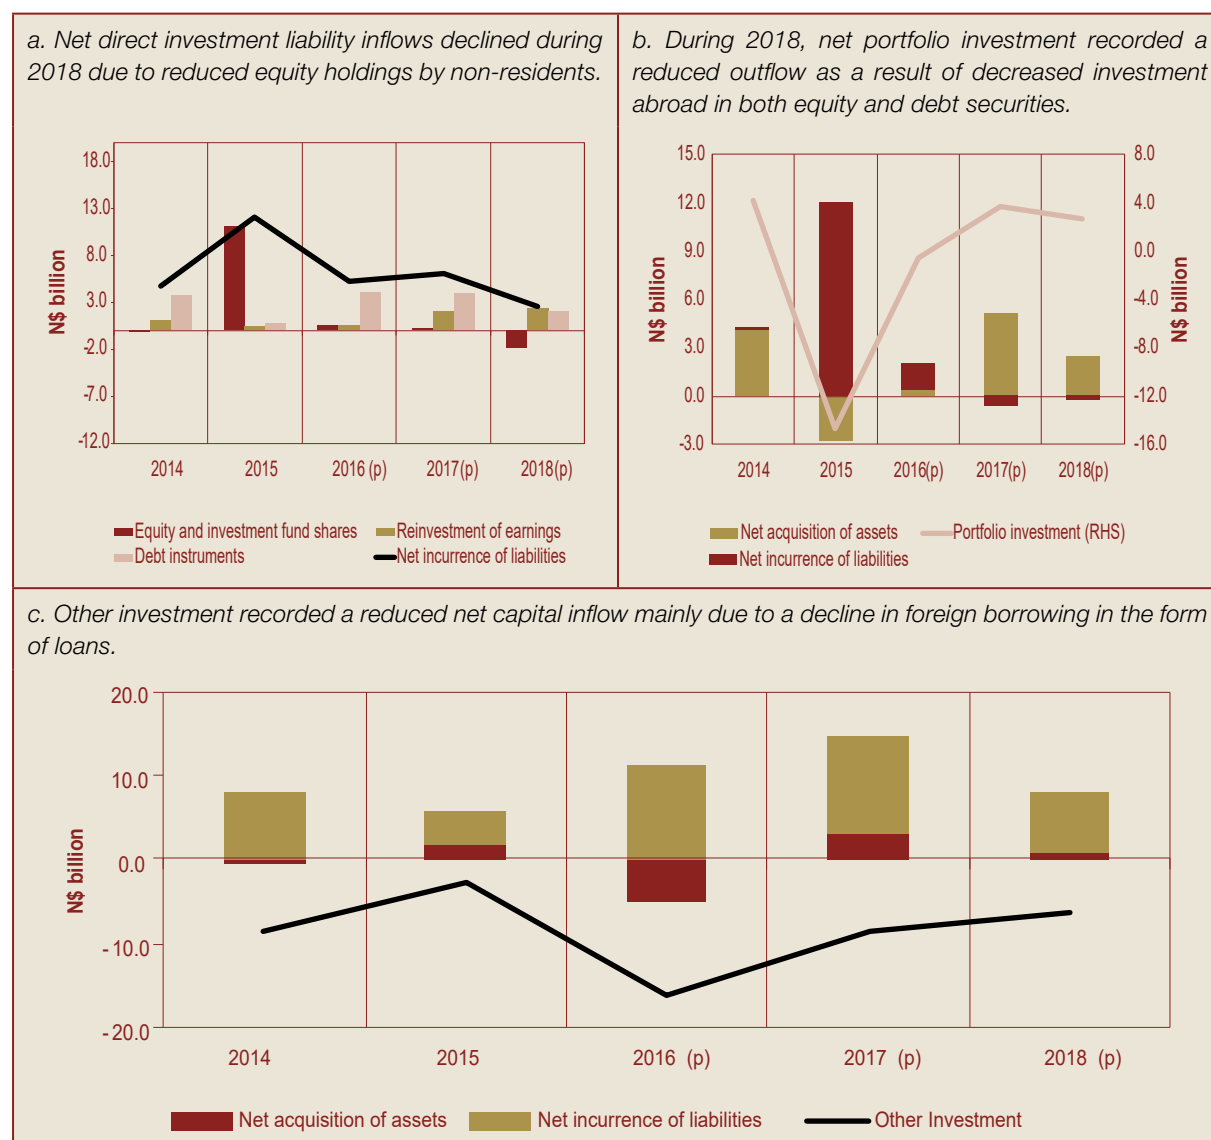 a. Net direct investment liability inflows declined during
2018 due to reduced equity holdings by non-residents.
18.0
13.0
8.0
3.0
-2.0
-7.0
-12.0
N$ billion
2014 2015 2016 (p) 2017(p) 2018(p)
Equity and investment fund shares Reinvestment of earnings
Debt instruments Net incurrence of liabilities
b. During 2018, net portfolio investment recorded a
reduced outflow as a result of decreased investment
abroad in both equity and debt securities.
15.0
12.0
9.0
6.0
3.0
0.0
-3.0
N$ billion
8.0
4.0
0.0
-4.0
-8.0
-12.0
-16.0
N$ billion
2014 2015 2016(p) 2017(p) 2018(p)
Net acquisition of assets Portfolio investment (RHS)
Net incurrence of liabilities
c. Other investment recorded a reduced net capital inflow mainly due to a decline in foreign borrowing in the form
of loans.
20.0
10.0
0.0
- 10.0
- 20.0
N$ billion
2014 2015 2016 (p) 2017 (p) 2018 (p)
Net acquisition of assets Net incurrence of liabilities Other Investment